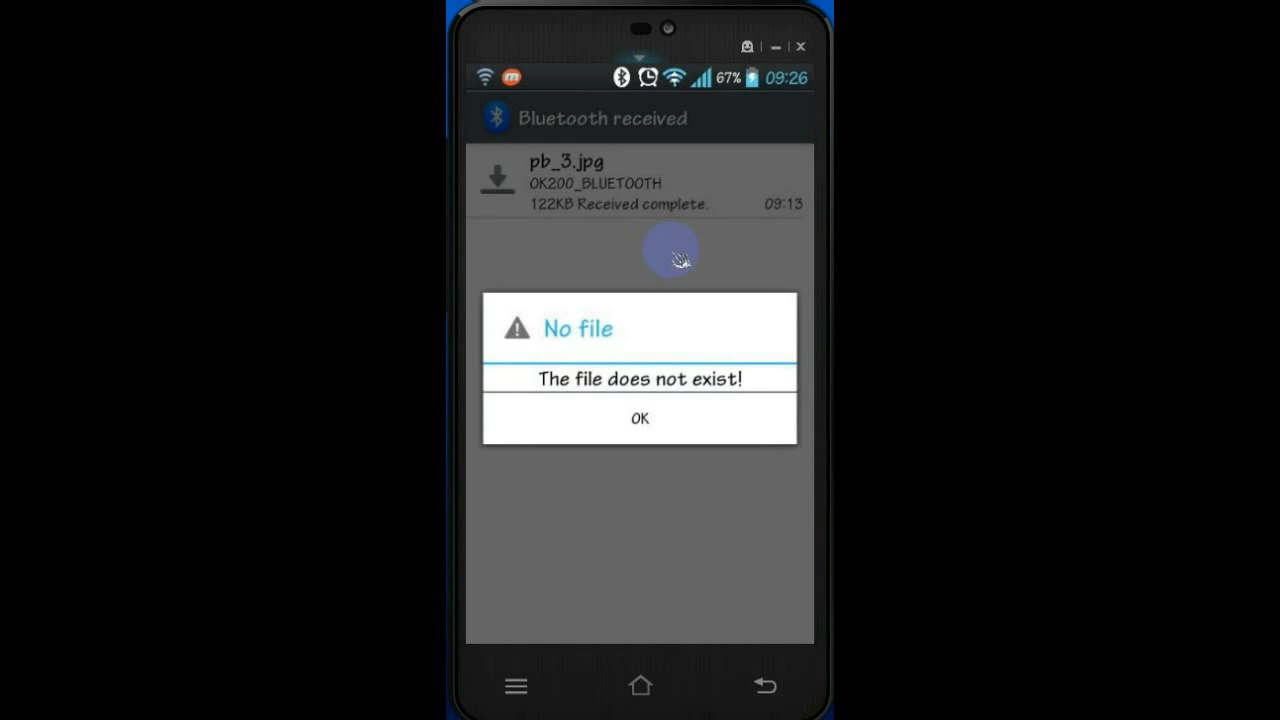 67% 09:26
Bluetooth received
pb_3.jpg
OK200_BLUETOOTH
122KB Received complete. 09:13
No file
The file does not exist!
OK